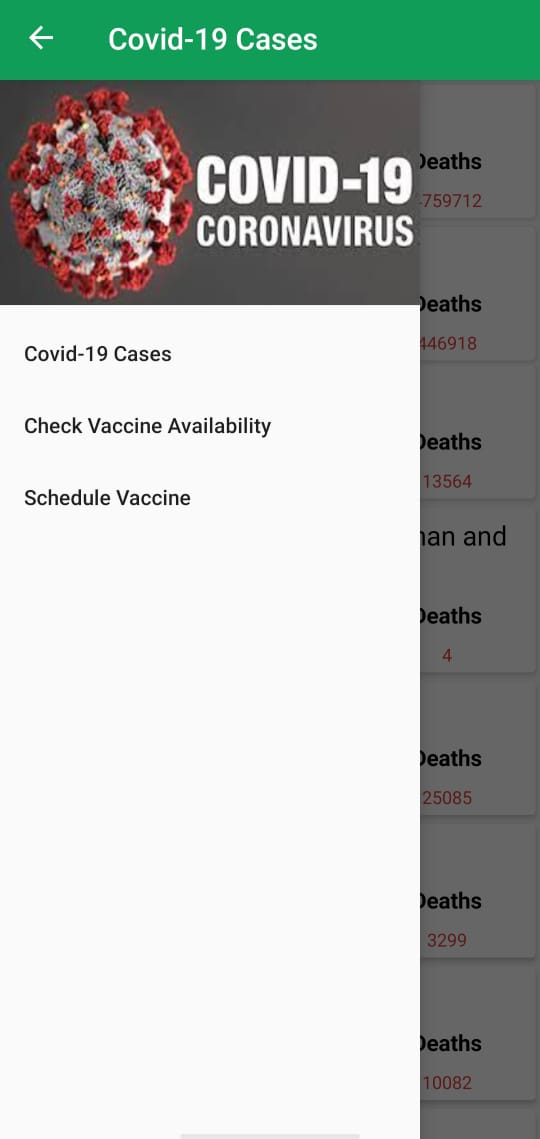 Covid-19 Cases
COVID-19
CORONAVIRUS
Covid-19 Cases
Check Vaccine Availability
Schedule Vaccine
Deaths
759712
Deaths
446918
Deaths
13564
and
Deaths
4
Deaths
25085
Deaths
3299
Deaths
10082